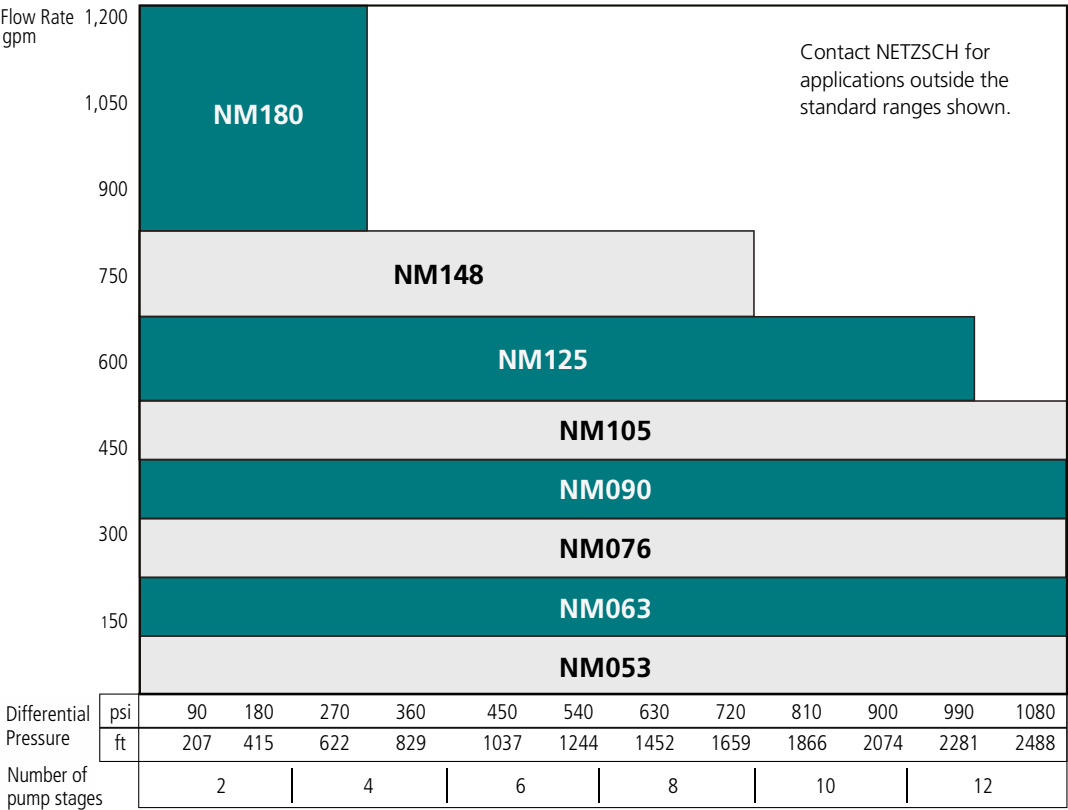 Flow Rate 1,200
gpm
Contact NETZSCH for
applications outside the
standard ranges shown.
1,050
NM180
900
750
NM148
600
NM125
450
NM105
NM090
300
NM076
150
NM063
NM053
Differential
Pressure
psi 90 180 270 360 450 540 630 720 810 900 990 1080
ft 207 415 622 829 1037 1244 1452 1659 1866 2074 2281 2488
Number of
pump stages
2 4 6 8 10 12